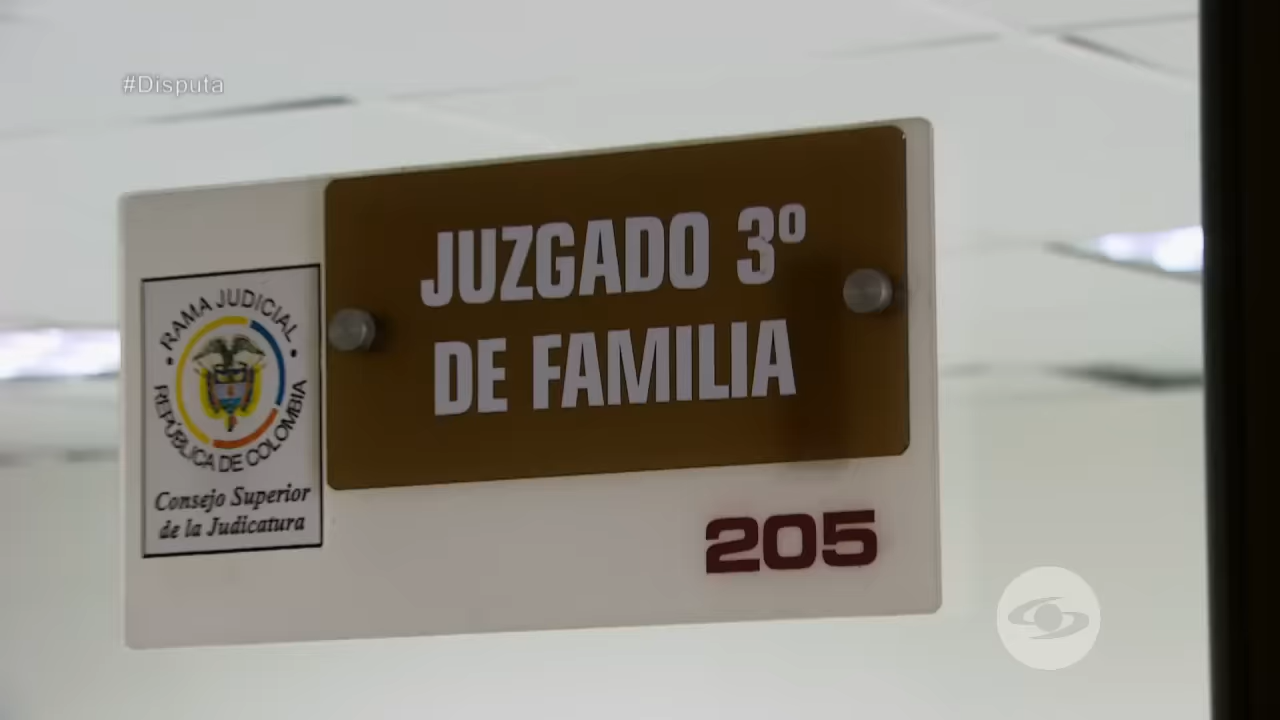 #Disputa
JUZGADO 3º
DE FAMILIA
RAMA JUDICIAL
REPÚBLICA DE COLOMBIA
Consejo Superior
de la Judicatura
205